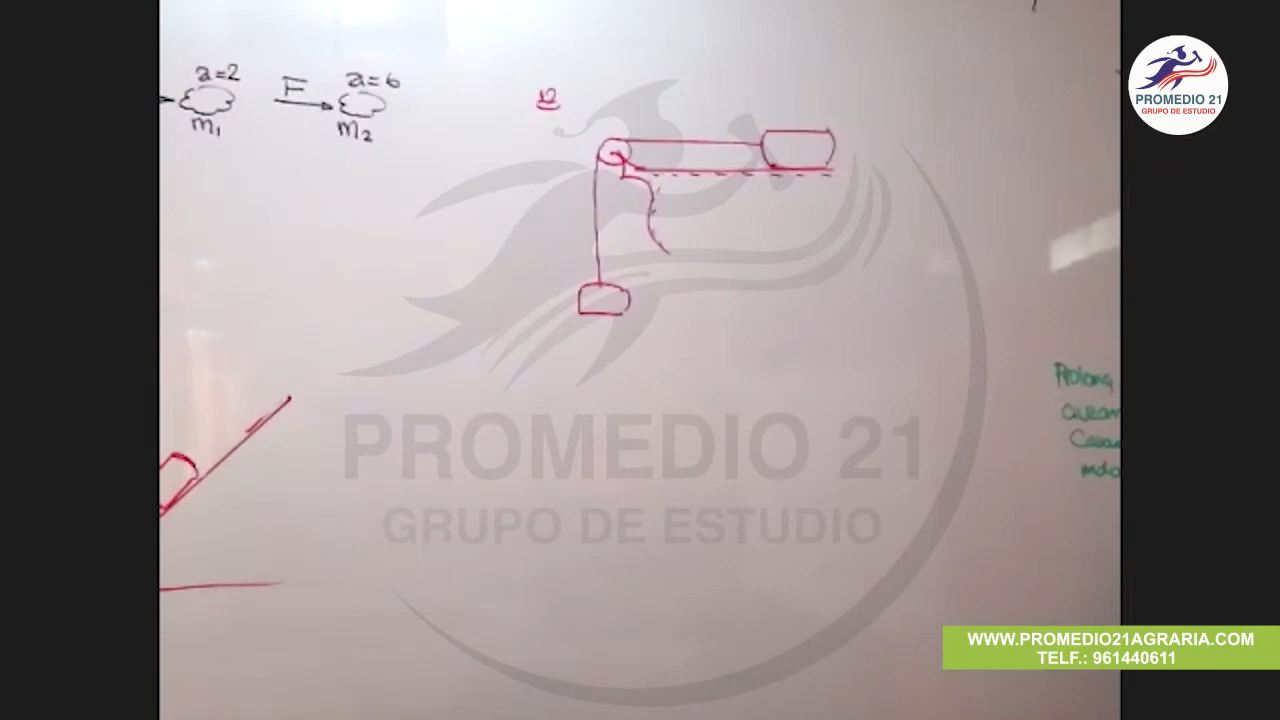 a=2
F
a=6
m₁
m₂
12
PROMEDIO 21
GRUPO DE ESTUDIO
PROMEDIO 21
GRUPO DE ESTUDIO
WWW.PROMEDIO21AGRARIA.COM
TELF.: 961440611